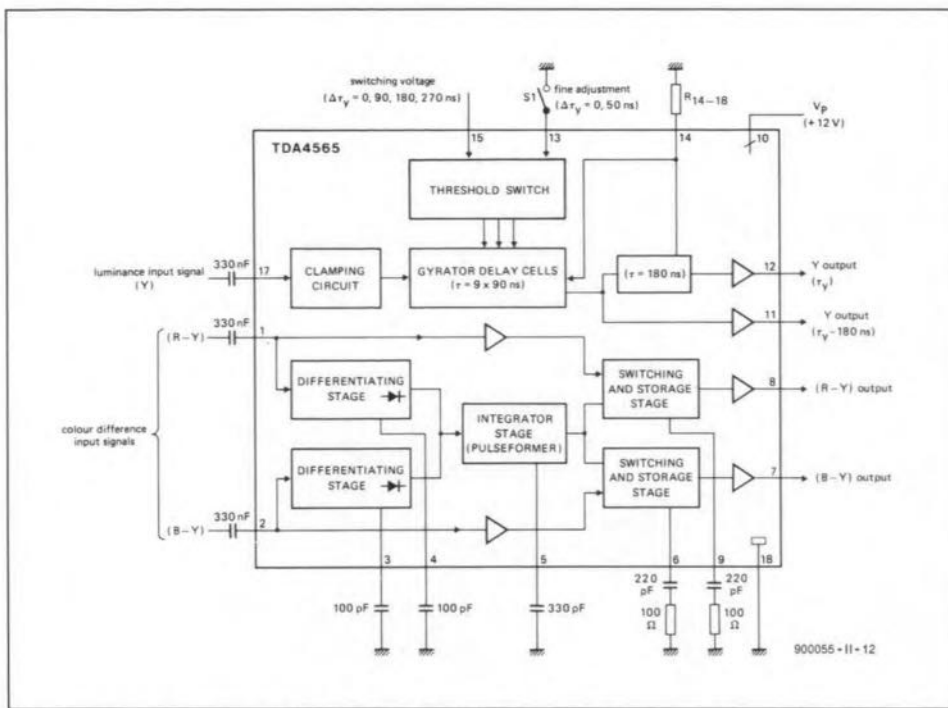 switching voltage
(Δτy = 0, 90, 180, 270 ns)
S1
fine adjustment
(Δτy = 0, 50 ns)
R14–18
VP
(+12 V)
15
13
14
10
TDA4565
THRESHOLD SWITCH
luminance input signal
(Y)
330 nF
17
CLAMPING
CIRCUIT
GYRATOR DELAY CELLS
(τ = 9 x 90 ns)
(τ = 180 ns)
12
Y output
(τy)
11
Y output
(τy – 180 ns)
330 nF
(R–Y)
1
colour difference
input signals
DIFFERENTIATING
STAGE
INTEGRATOR
STAGE
(PULSEFORMER)
SWITCHING
AND STORAGE
STAGE
8
(R–Y) output
DIFFERENTIATING
STAGE
SWITCHING
AND STORAGE
STAGE
7
(B–Y) output
330 nF
(B–Y)
2
3
4
5
6
9
18
100 pF
100 pF
330 pF
220
pF
220
pF
100
Ω
100
Ω
900055-II-12